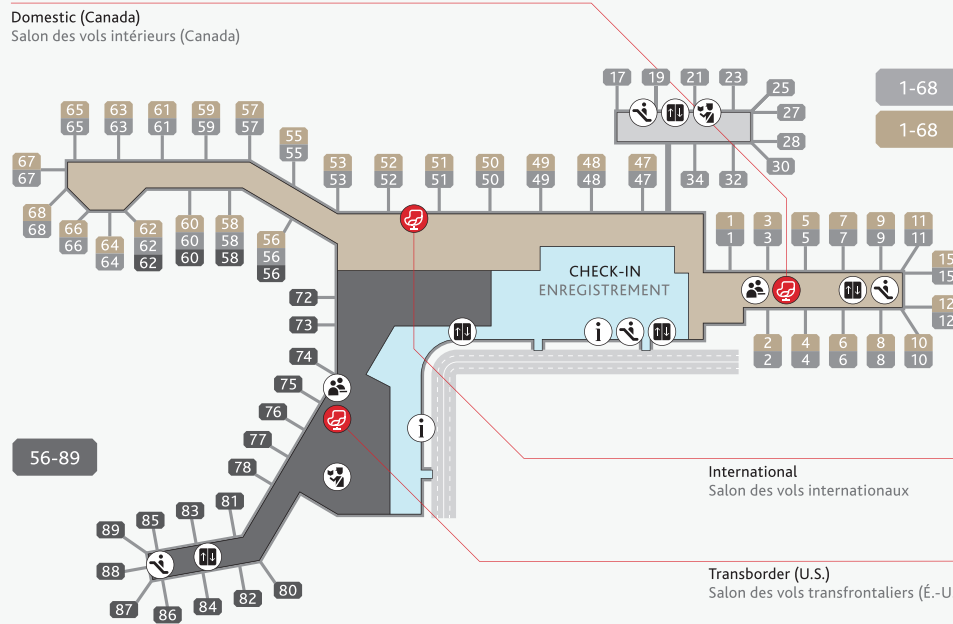 Domestic (Canada)
Salon des vols intérieurs (Canada)
17 19 21 23
25
27
28
30
34 32
1-68
1-68
65 63 61 59 57
65 63 61 59 57
55
55
67
67
53 52 51 50 49 48 47
53 52 51 50 49 48 47
68
68
66
66
64
64
62
62
62
60
60
60
58
58
58
56
56
56
1 3 5 7 9 11
1 3 5 7 9 11
15
15
12
12
2 4 6 8 10
2 4 6 8 10
CHECK-IN
ENREGISTREMENT
i
i
72
73
74
75
76
77
78
56-89
81
83
85
89
88
87
86
84
82
80
International
Salon des vols internationaux
Transborder (U.S.)
Salon des vols transfrontaliers (É.-U